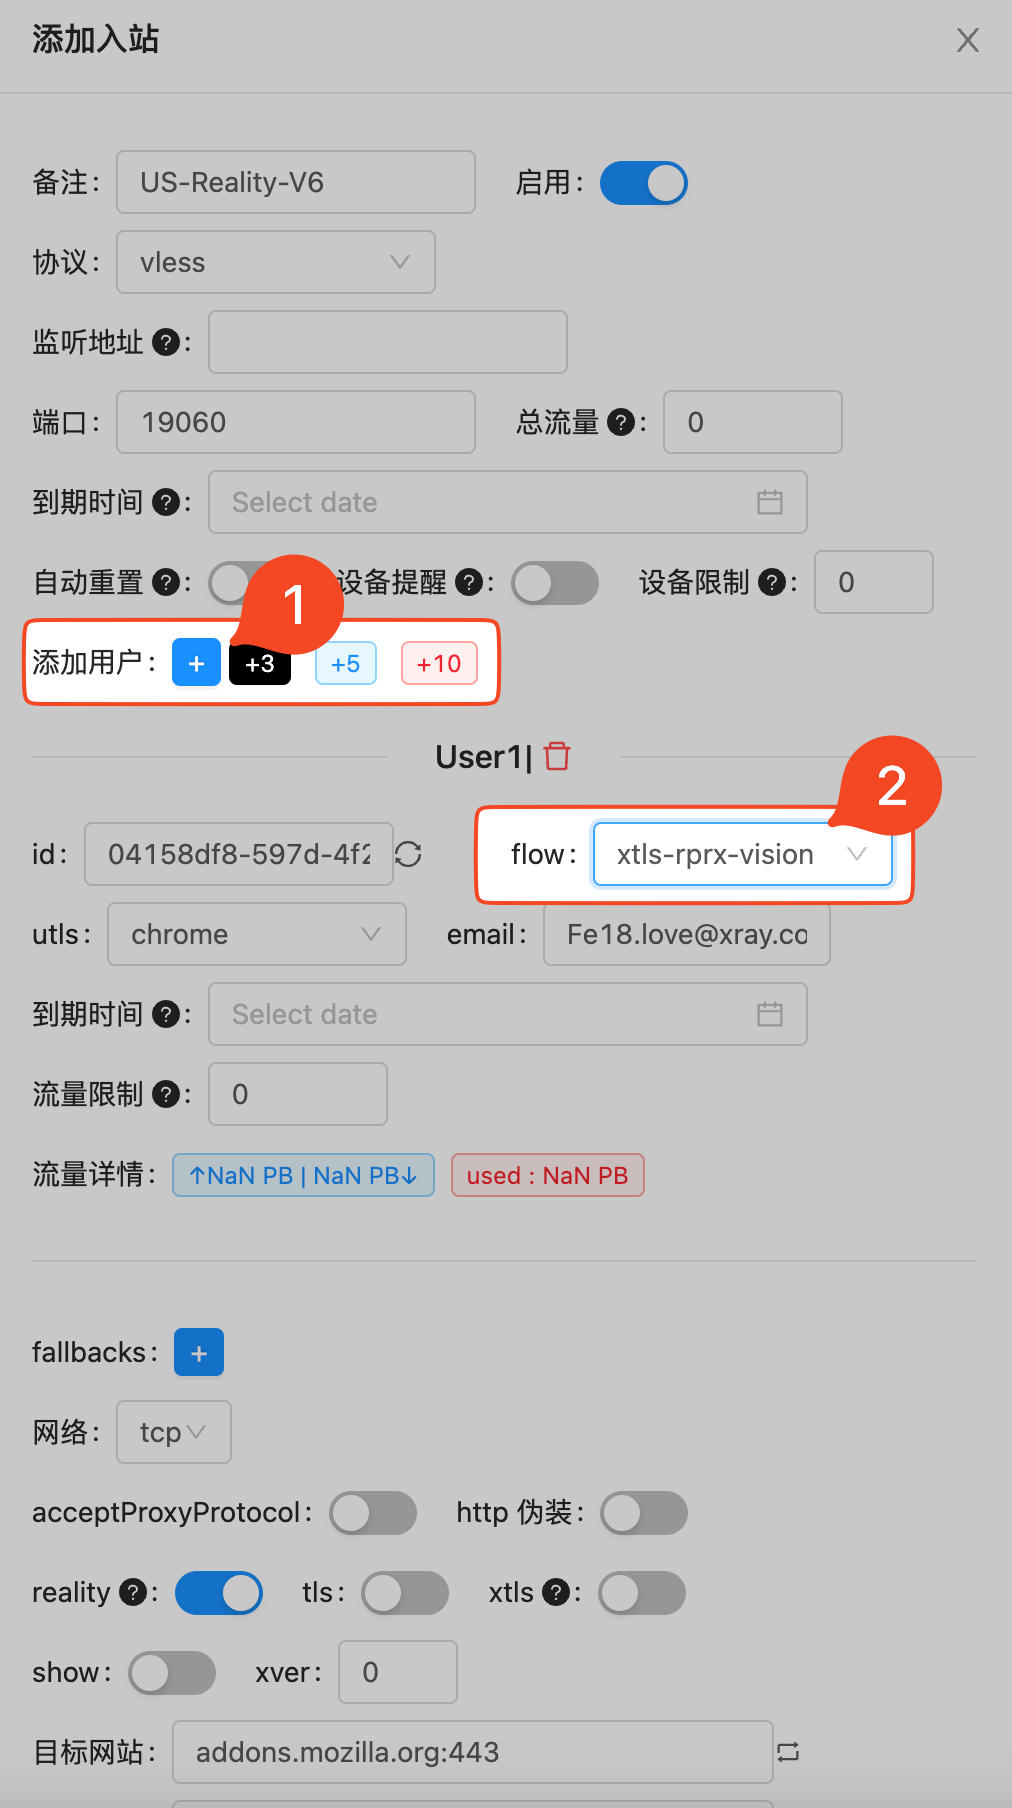 添加入站
备注: US-Reality-V6 启用:
协议: vless
监听地址 ? :
端口: 19060 总流量 ? : 0
到期时间 ? : Select date
自动重置 ? : 设备提醒 ? : 设备限制 ? : 0
1
添加用户: + +3 +5 +10
User1|
2
id: 04158df8-597d-4f2 flow: xtls-rprx-vision
utls: chrome email: Fe18.love@xray.co
到期时间 ? : Select date
流量限制 ? : 0
流量详情: ↑NaN PB | NaN PB↓ used : NaN PB
fallbacks: +
网络: tcp
acceptProxyProtocol: http 伪装:
reality ? : tls: xtls ? :
show: xver: 0
目标网站: addons.mozilla.org:443